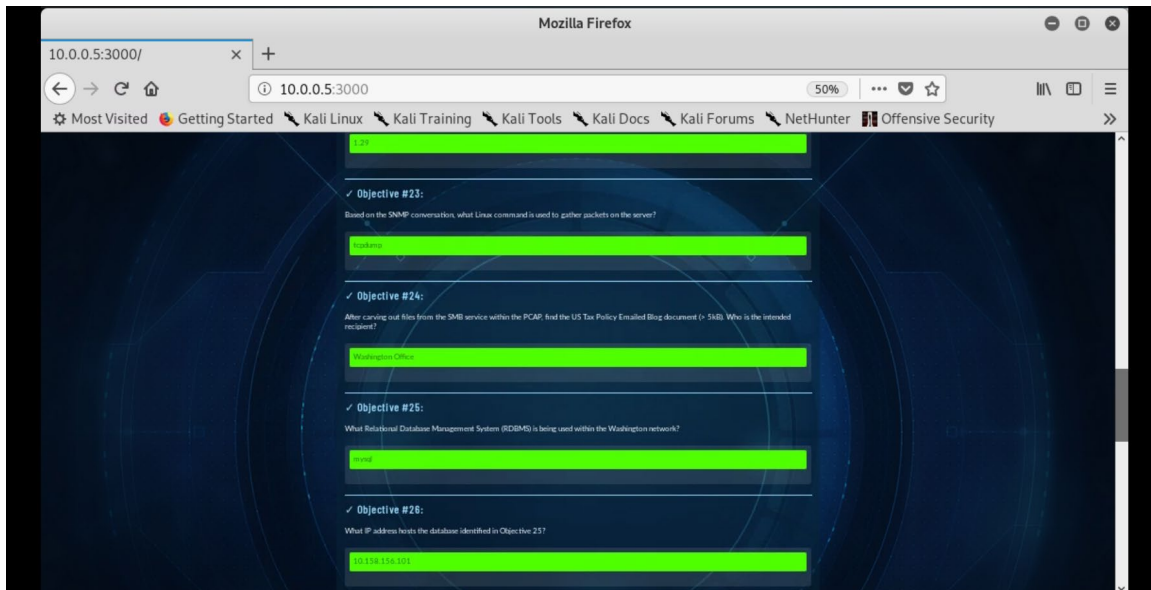 Mozilla Firefox
10.0.0.5:3000/
10.0.0.5:3000
50%
Most Visited Getting Started Kali Linux Kali Training Kali Tools Kali Docs Kali Forums NetHunter Offensive Security
1.29
✓ Objective #23:
Based on the SNMP conversation, what Linux command is used to gather packets on the server?
tcpdump
✓ Objective #24:
After carving out files from the SMB service within the PCAP, find the US Tax Policy Emailed Blog document (> 5kB). Who is the intended
recipient?
Washington Office
✓ Objective #25:
What Relational Database Management System (RDBMS) is being used within the Washington network?
mysql
✓ Objective #26:
What IP address hosts the database identified in Objective 25?
10.158.156.101